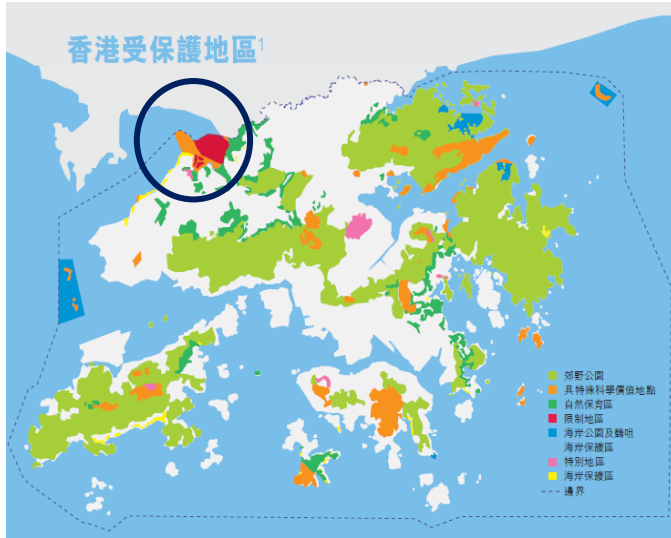 香港受保護地區1
郊野公園
具特殊科學價值地點
自然保育區
限制地區
海岸公園及鶴咀
海岸保護區
特別地區
海岸保護區
邊界